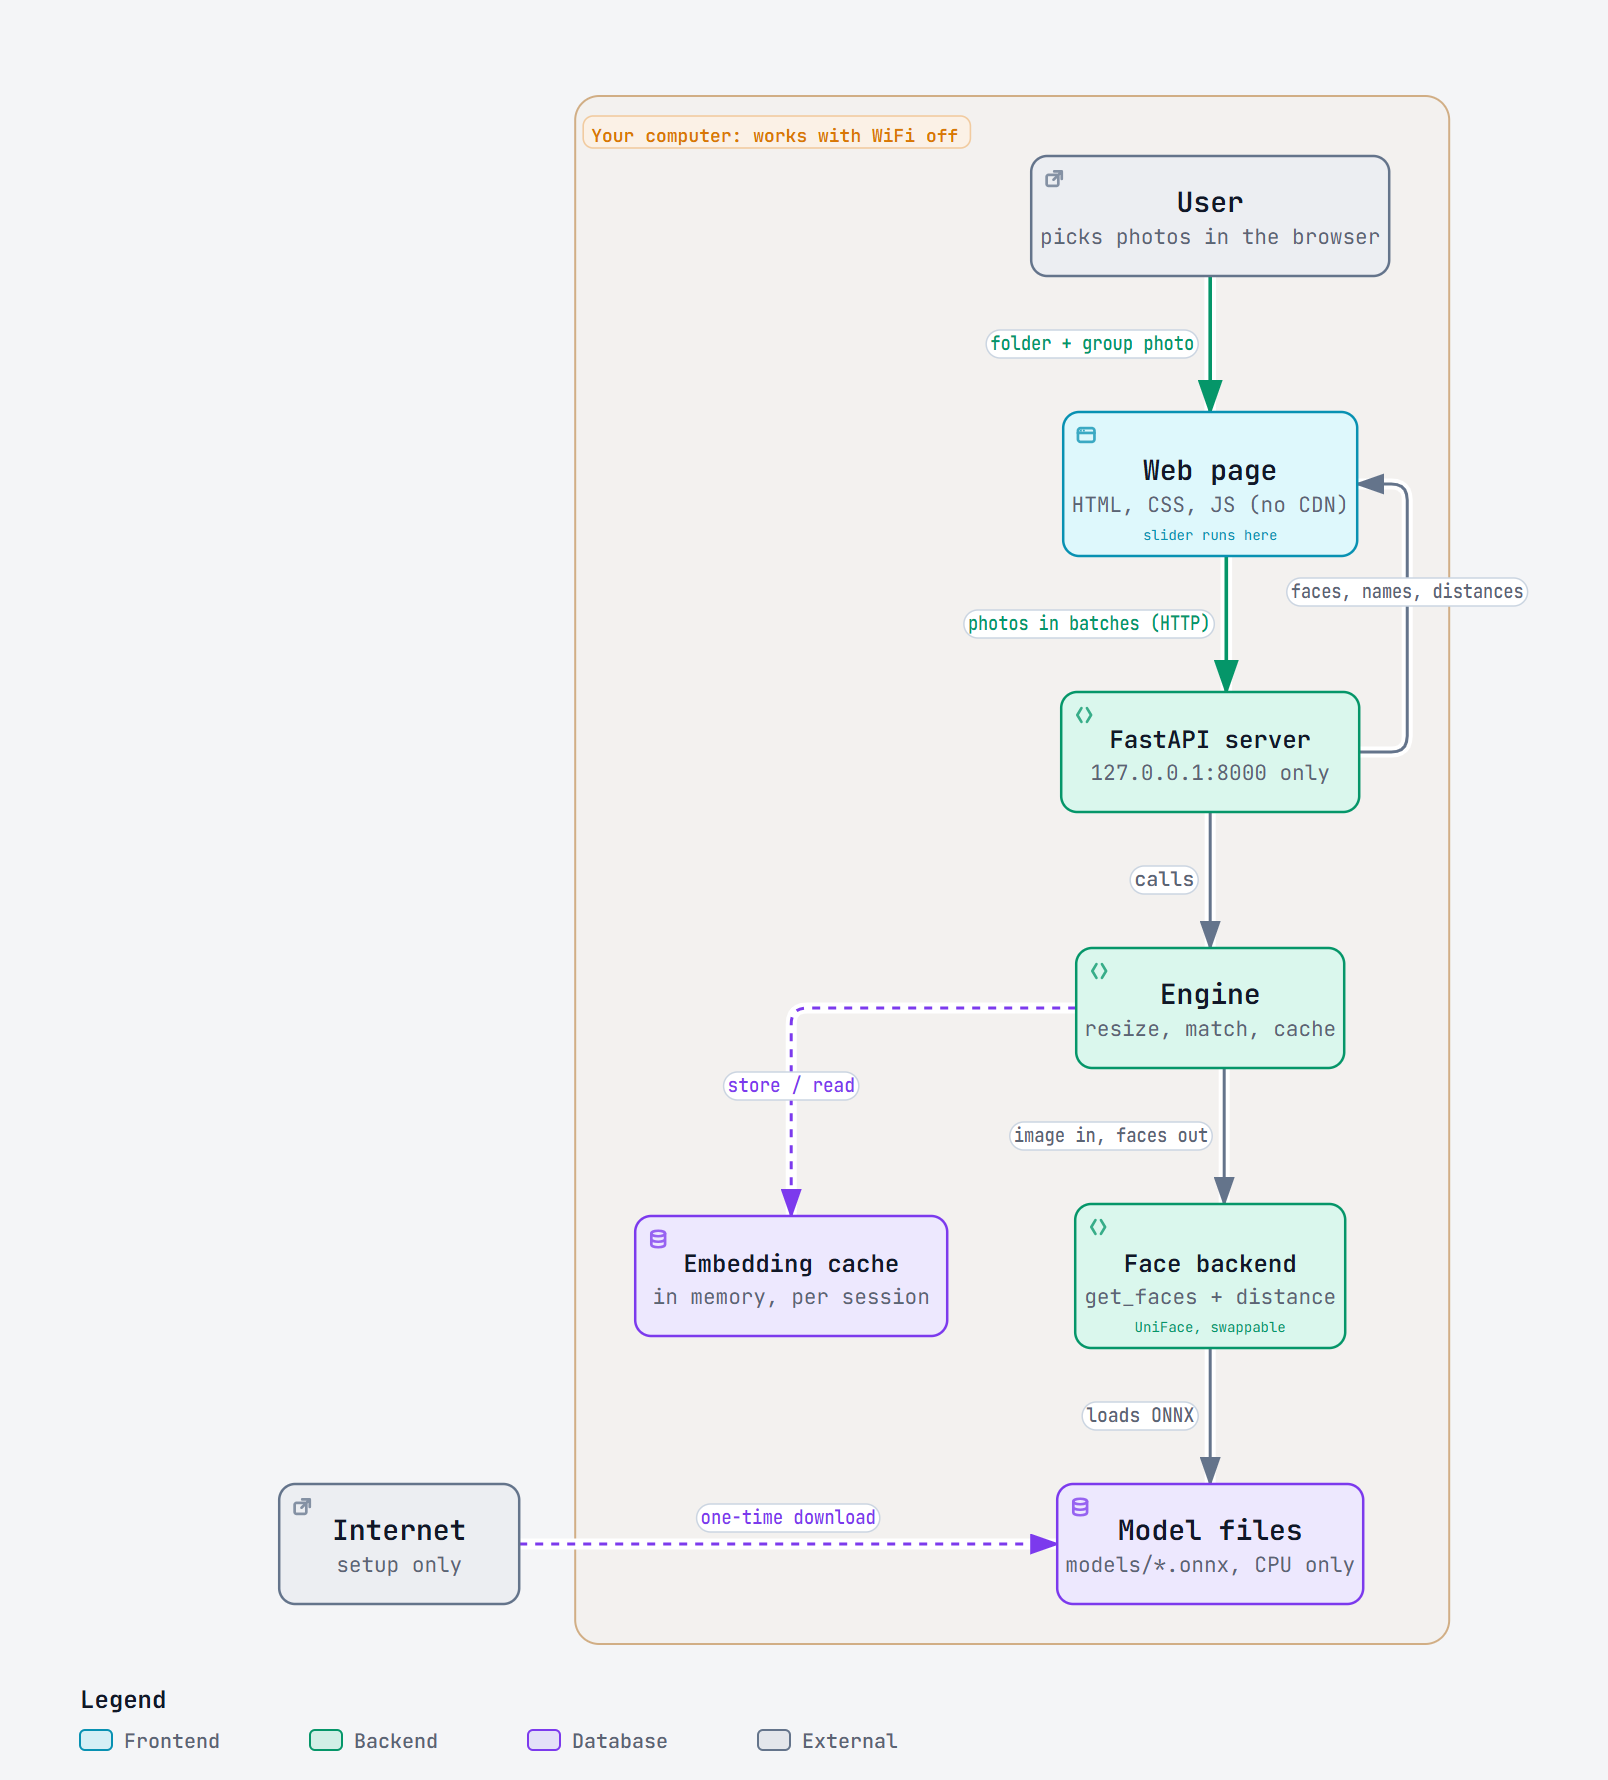 Your computer: works with WiFi off
User
picks photos in the browser
folder + group photo
Web page
HTML, CSS, JS (no CDN)
slider runs here
faces, names, distances
photos in batches (HTTP)
FastAPI server
127.0.0.1:8000 only
calls
Engine
resize, match, cache
store / read
image in, faces out
Embedding cache
in memory, per session
Face backend
get_faces + distance
UniFace, swappable
loads ONNX
Internet
setup only
one-time download
Model files
models/*.onnx, CPU only
Legend
Frontend
Backend
Database
External